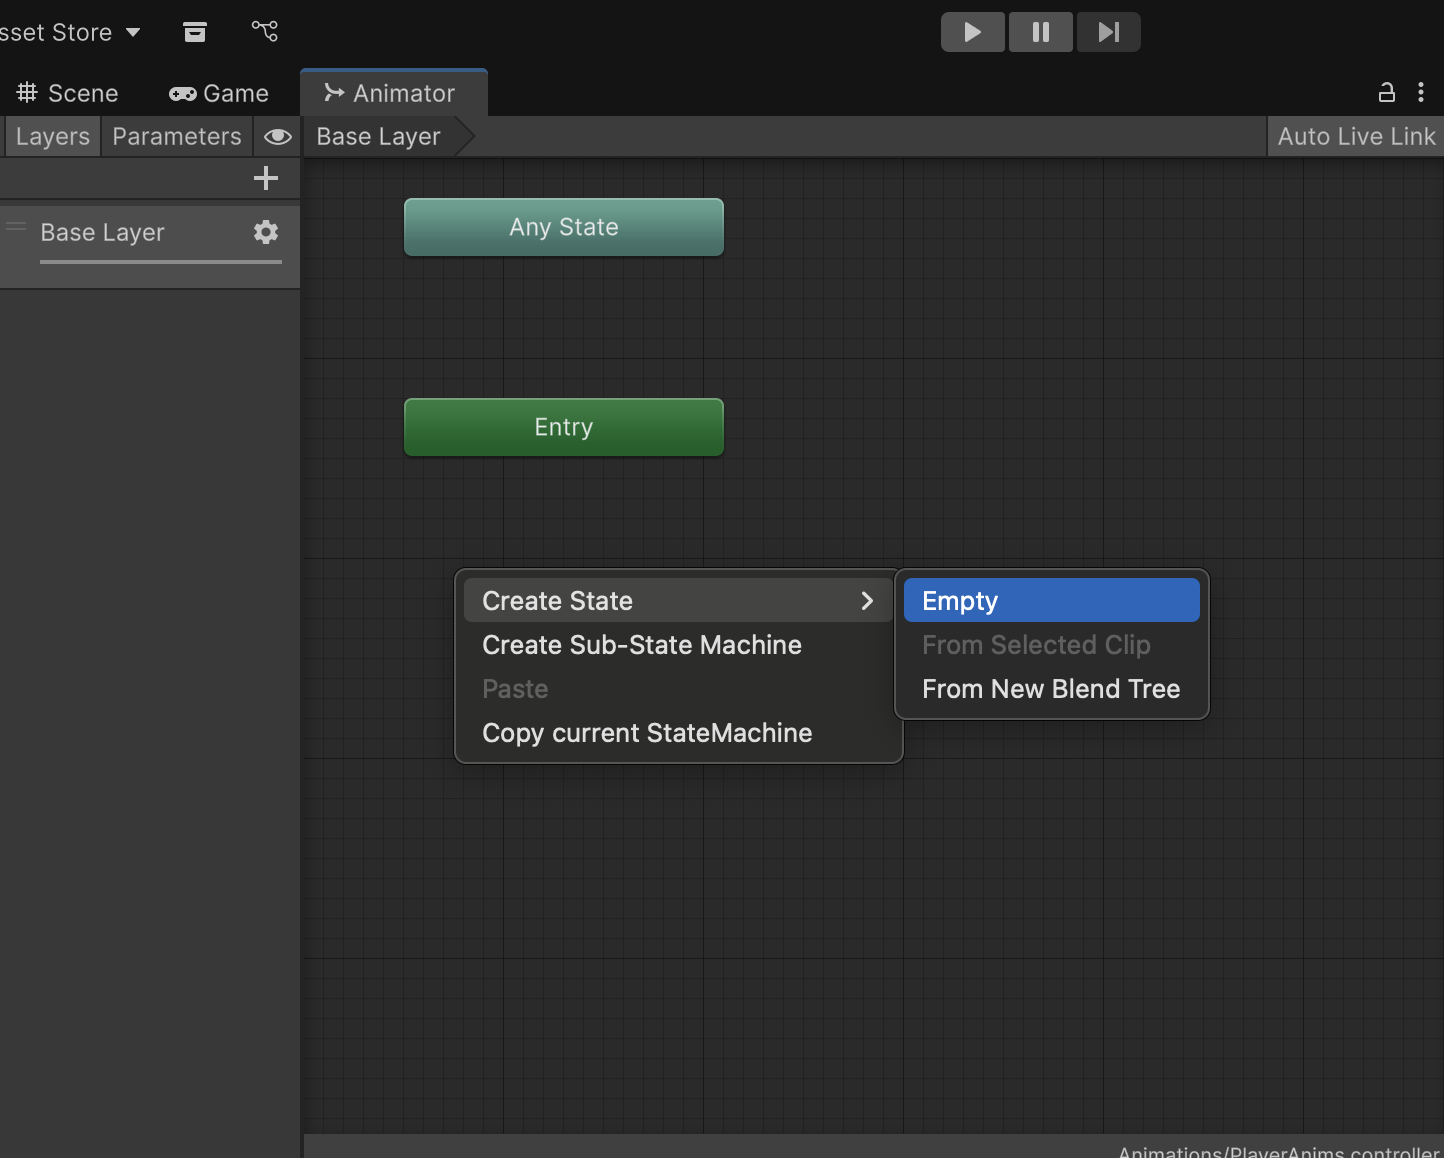 sset Store
Scene Game Animator
Layers Parameters Base Layer Auto Live Link
Base Layer
Any State
Entry
Create State
Create Sub-State Machine
Paste
Copy current StateMachine
Empty
From Selected Clip
From New Blend Tree
Animations/PlayerAnims.controller